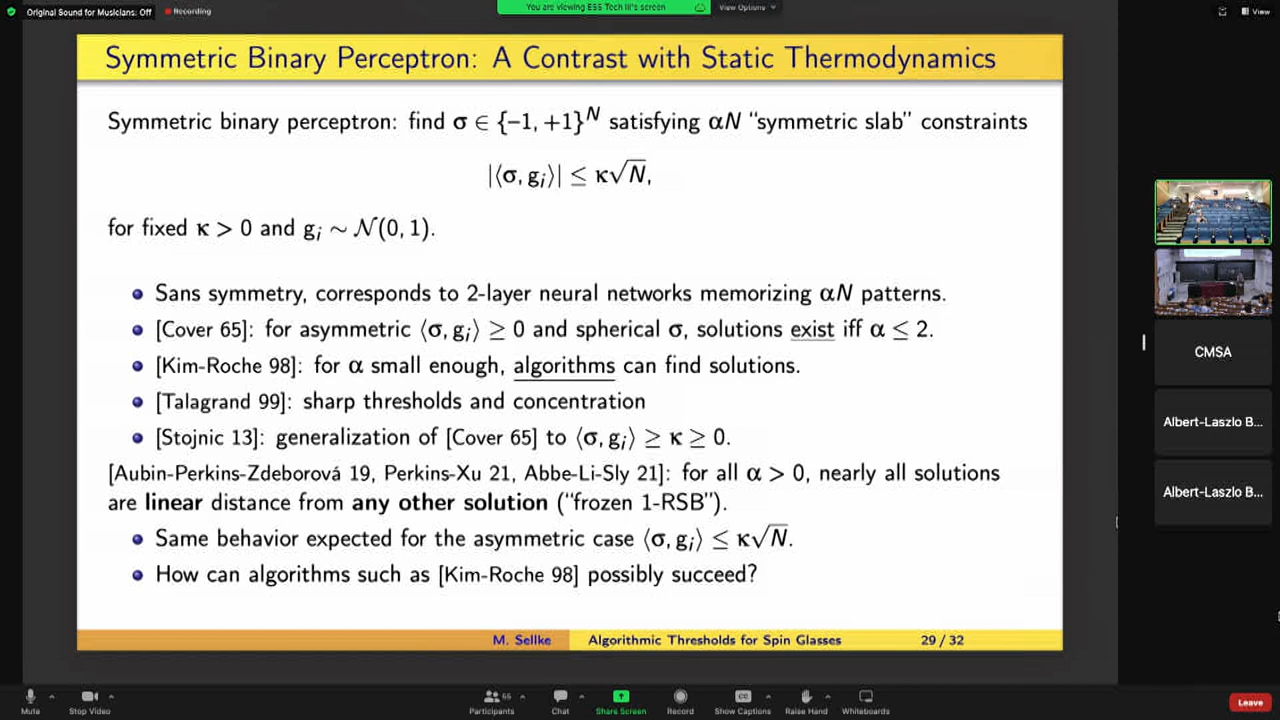 Original Sound for Musicians: Off
Recording
You are viewing ESS Tech III's screen
View Options
View
Symmetric Binary Perceptron: A Contrast with Static Thermodynamics
Symmetric binary perceptron: find σ ∈ {−1, +1}^N satisfying αN “symmetric slab” constraints
|⟨σ, g_i⟩| ≤ κ√N,
for fixed κ > 0 and g_i ∼ N(0, 1).
• Sans symmetry, corresponds to 2-layer neural networks memorizing αN patterns.
• [Cover 65]: for asymmetric ⟨σ, g_i⟩ ≥ 0 and spherical σ, solutions exist iff α ≤ 2.
• [Kim-Roche 98]: for α small enough, algorithms can find solutions.
• [Talagrand 99]: sharp thresholds and concentration
• [Stojnic 13]: generalization of [Cover 65] to ⟨σ, g_i⟩ ≥ κ ≥ 0.
[Aubin-Perkins-Zdeborová 19, Perkins-Xu 21, Abbe-Li-Sly 21]: for all α > 0, nearly all solutions
are linear distance from any other solution (“frozen 1-RSB”).
• Same behavior expected for the asymmetric case ⟨σ, g_i⟩ ≤ κ√N.
• How can algorithms such as [Kim-Roche 98] possibly succeed?
M. Sellke
Algorithmic Thresholds for Spin Glasses
29 / 32
CMSA
Albert-Laszlo B...
Albert-Laszlo B...
Mute
Stop Video
65
Participants
Chat
Share Screen
Record
CC
Show Captions
Raise Hand
Whiteboards
Leave